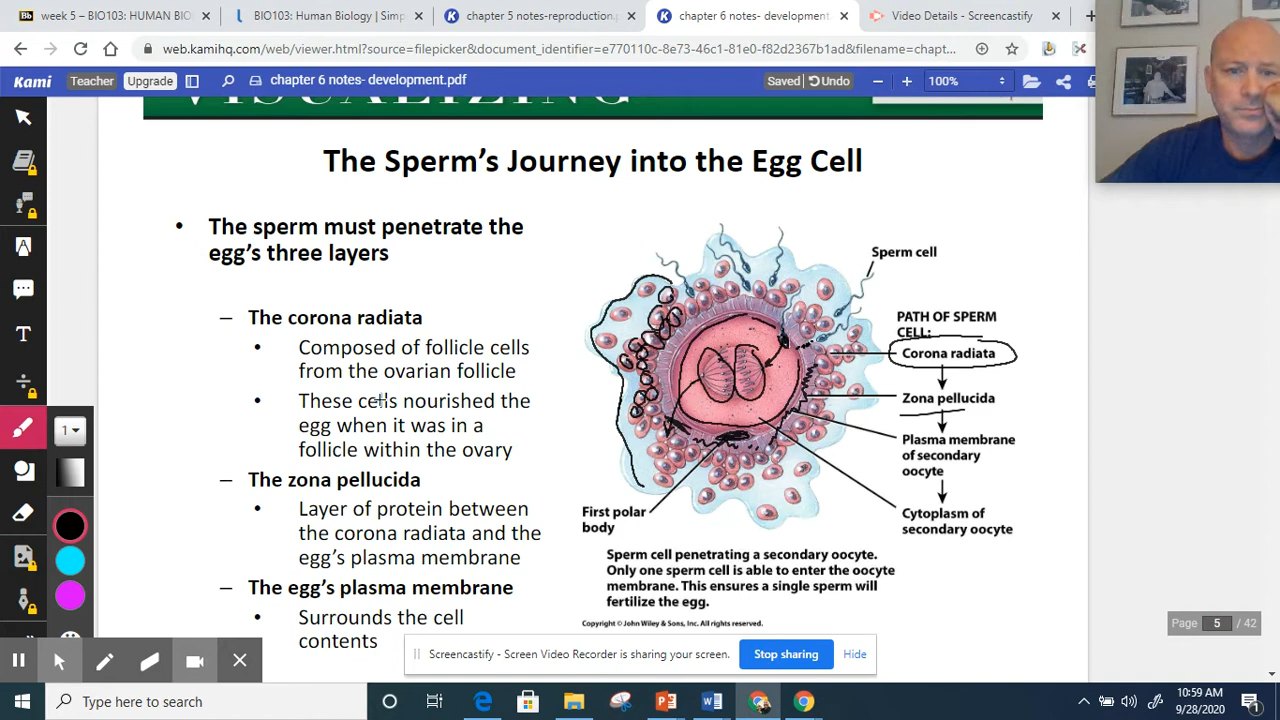 week 5 – BIO103: HUMAN BIO
BIO103: Human Biology | Simp
chapter 5 notes-reproduction.p
chapter 6 notes- development
Video Details - Screencastify
web.kamihq.com/web/viewer.html?source=filepicker&document_identifier=e770110c-8e73-46c1-81e0-f82d2367b1ad&filename=chapt...
Kami
Teacher
Upgrade
chapter 6 notes- development.pdf
Saved
Undo
100%
VISUALIZING
The Sperm's Journey into the Egg Cell
• The sperm must penetrate the
egg's three layers
– The corona radiata
• Composed of follicle cells
from the ovarian follicle
• These cells nourished the
egg when it was in a
follicle within the ovary
– The zona pellucida
• Layer of protein between
the corona radiata and the
egg's plasma membrane
– The egg's plasma membrane
• Surrounds the cell
contents
Sperm cell
PATH OF SPERM
CELL:
Corona radiata
Zona pellucida
Plasma membrane
of secondary
oocyte
Cytoplasm of
secondary oocyte
First polar
body
Sperm cell penetrating a secondary oocyte.
Only one sperm cell is able to enter the oocyte
membrane. This ensures a single sperm will
fertilize the egg.
Copyright © John Wiley & Sons, Inc. All rights reserved.
1
Page 5 / 42
Screencastify - Screen Video Recorder is sharing your screen.
Stop sharing
Hide
Type here to search
10:59 AM
9/28/2020
1